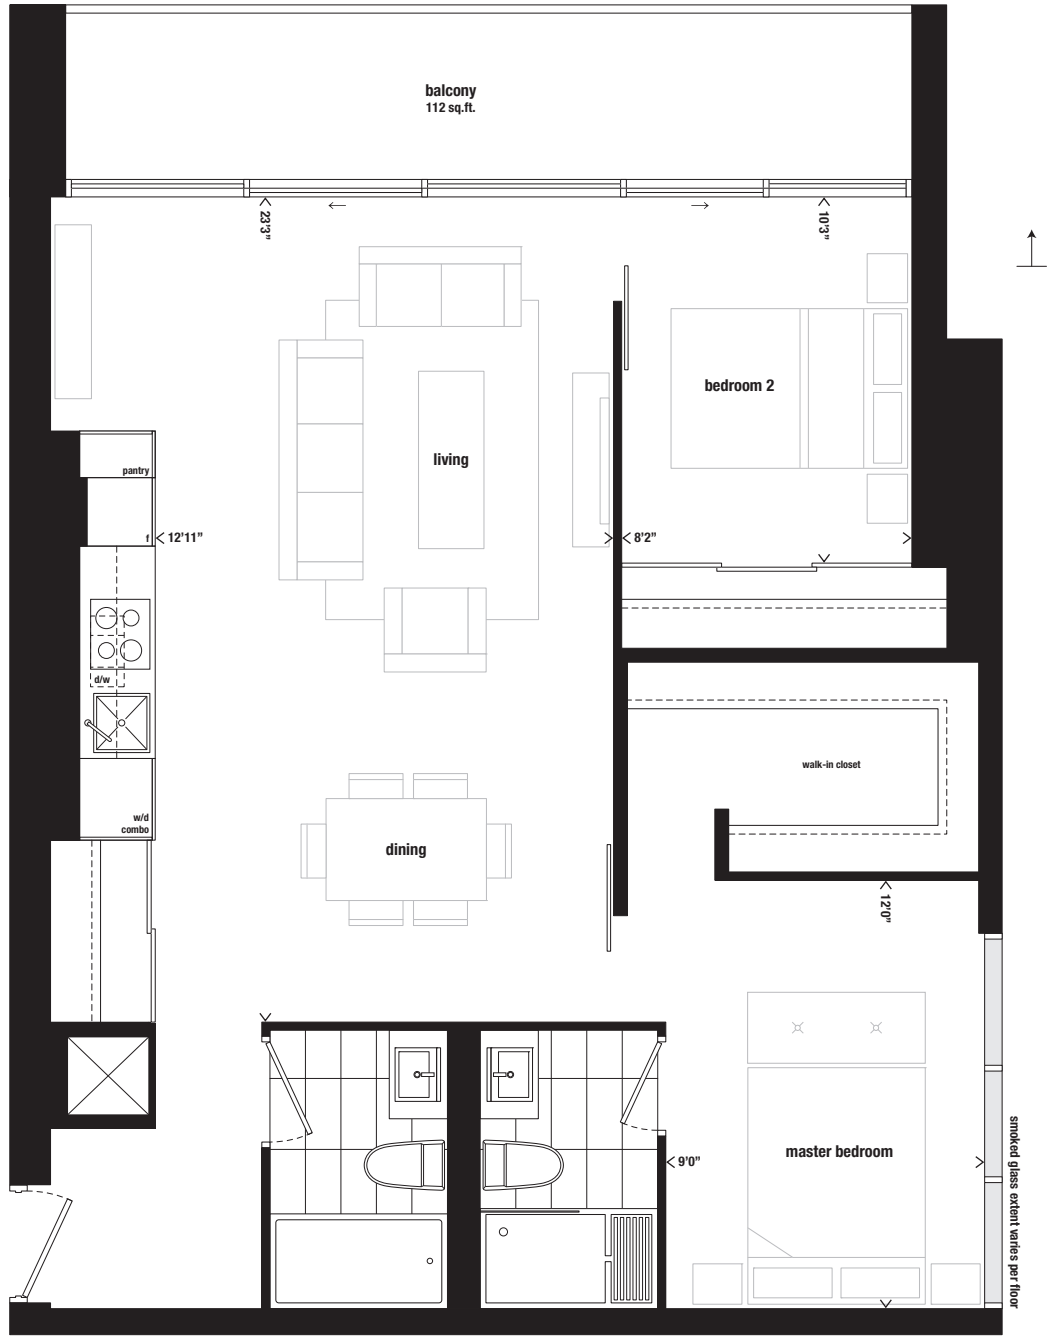 balcony
112 sq.ft.
23'3"
10'3"
bedroom 2
living
pantry
f
12'11"
8'2"
d/w
walk-in closet
w/d
combo
dining
12'0"
master bedroom
9'0"
smoked glass extent varies per floor